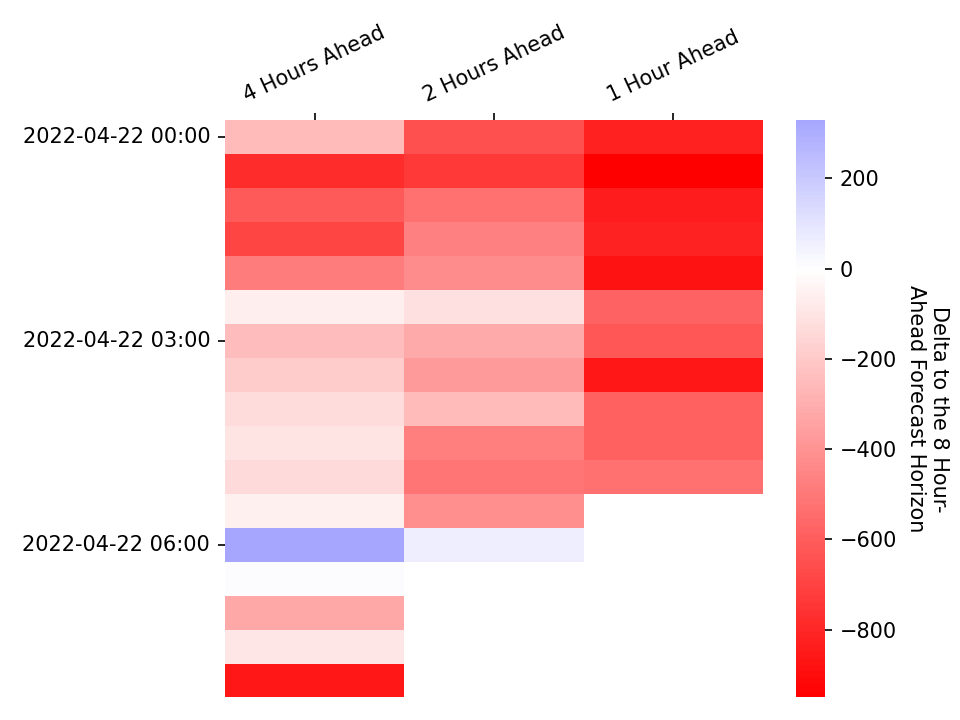 4 Hours Ahead
2 Hours Ahead
1 Hour Ahead
2022-04-22 00:00
2022-04-22 03:00
2022-04-22 06:00
200
0
−200
−400
−600
−800
Delta to the 8 Hour-
Ahead Forecast Horizon